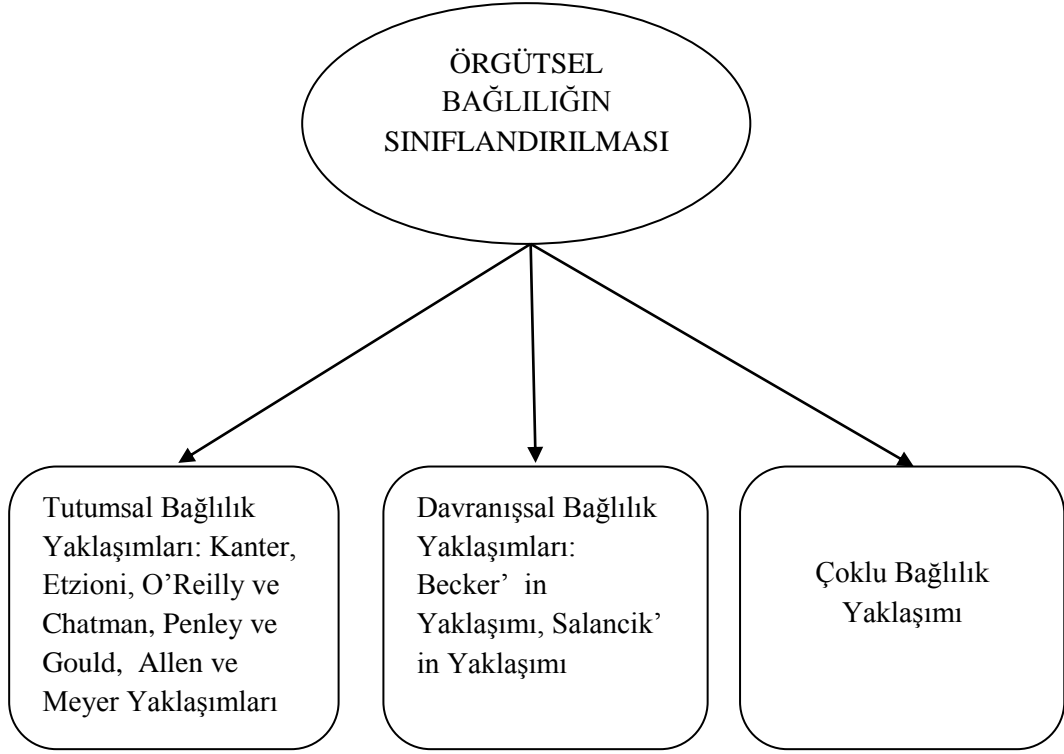 ÖRGÜTSEL
BAĞLILIĞIN
SINIFLANDIRILMASI
Tutumsal Bağlılık
Yaklaşımları: Kanter,
Etzioni, O’Reilly ve
Chatman, Penley ve
Gould, Allen ve
Meyer Yaklaşımları
Davranışsal Bağlılık
Yaklaşımları:
Becker’ in
Yaklaşımı, Salancik’
in Yaklaşımı
Çoklu Bağlılık
Yaklaşımı